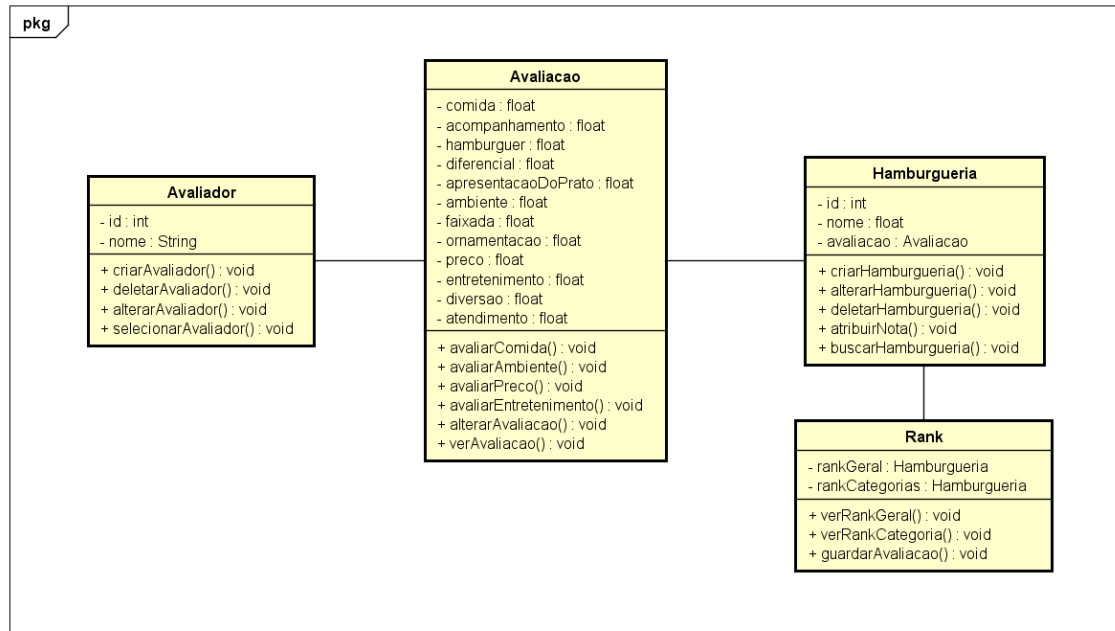 pkg
Avaliador
- id : int
- nome : String
+ criarAvaliador() : void
+ deletarAvaliador() : void
+ alterarAvaliador() : void
+ selecionarAvaliador() : void
Avaliacao
- comida : float
- acompanhamento : float
- hamburguer : float
- diferencial : float
- apresentacaoDoPrato : float
- ambiente : float
- faixada : float
- ornamentacao : float
- preco : float
- entretenimento : float
- diversao : float
- atendimento : float
+ avaliarComida() : void
+ avaliarAmbiente() : void
+ avaliarPreco() : void
+ avaliarEntretenimento() : void
+ alterarAvaliacao() : void
+ verAvaliacao() : void
Hamburgueria
- id : int
- nome : float
- avaliacao : Avaliacao
+ criarHamburgueria() : void
+ alterarHamburgueria() : void
+ deletarHamburgueria() : void
+ atribuirNota() : void
+ buscarHamburgueria() : void
Rank
- rankGeral : Hamburgueria
- rankCategorias : Hamburgueria
+ verRankGeral() : void
+ verRankCategoria() : void
+ guardarAvaliacao() : void